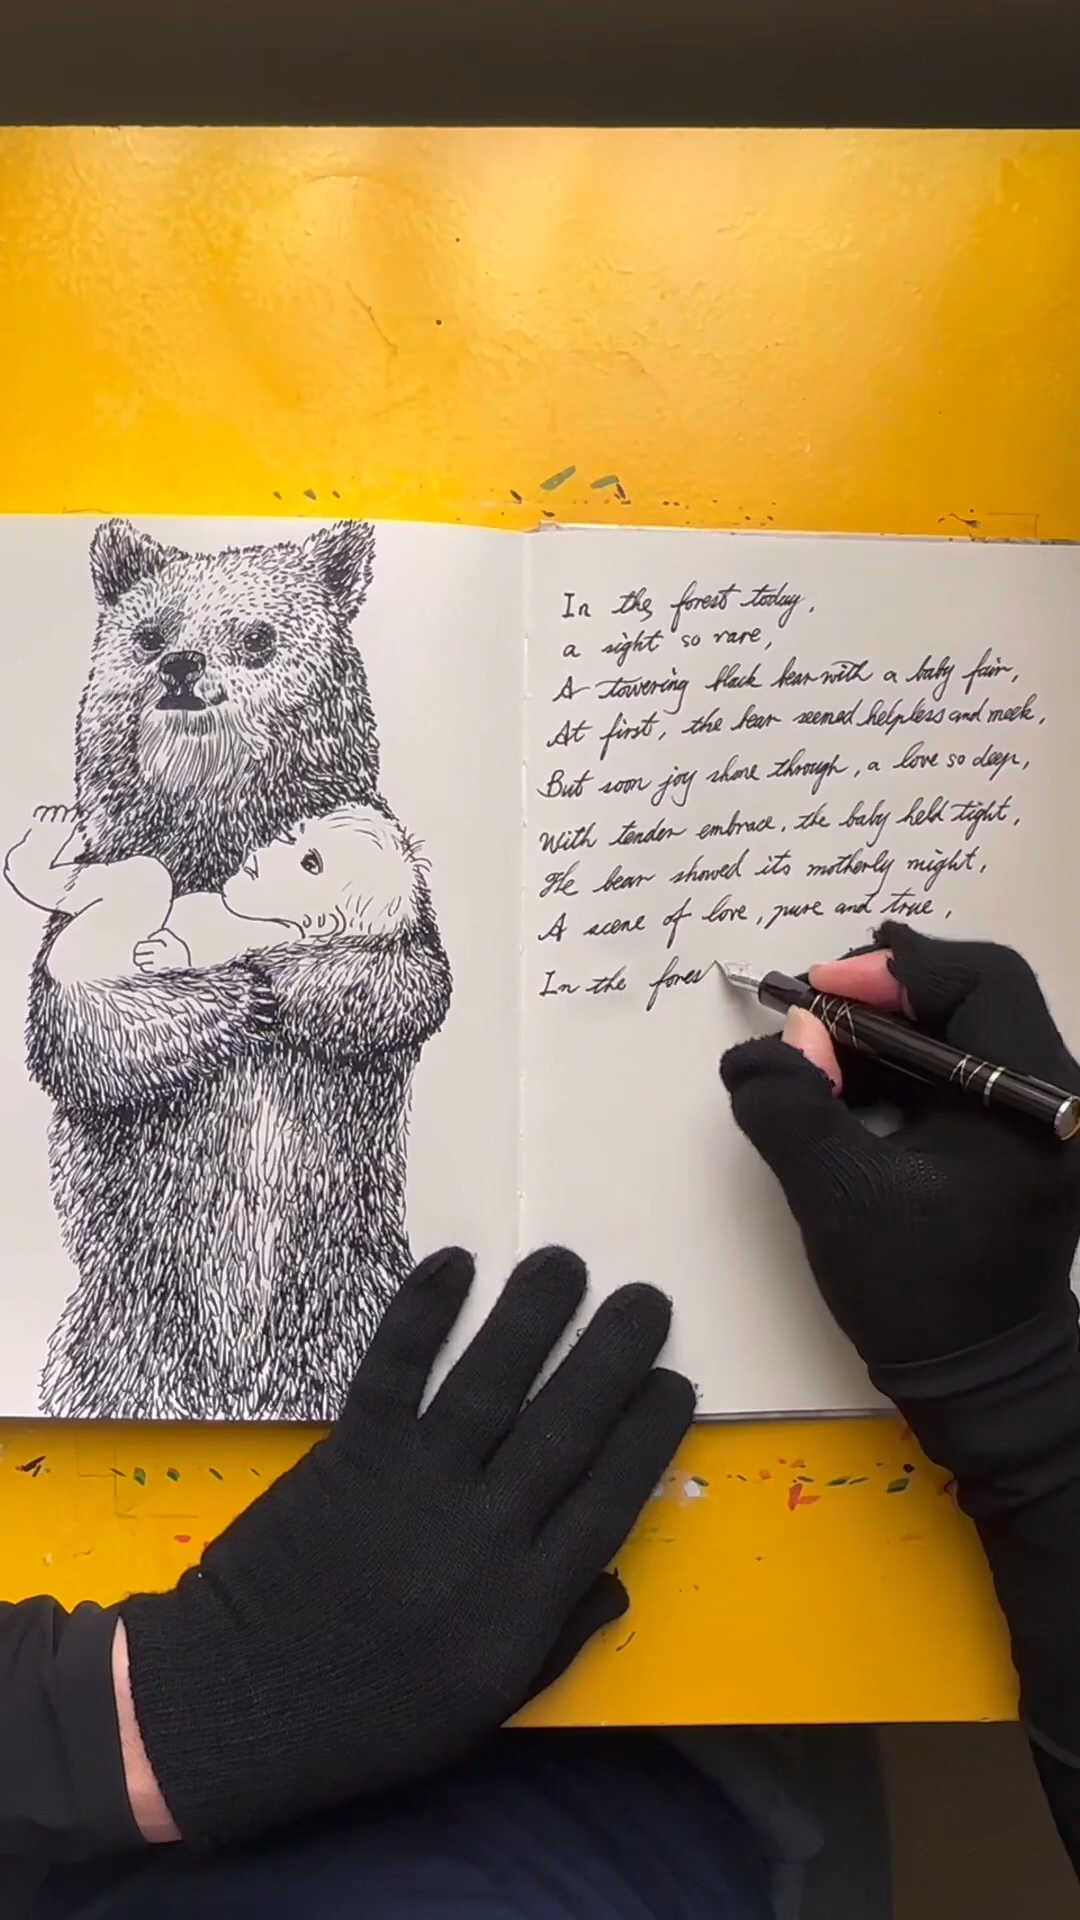 In the forest today,
a sight so rare,
A towering black bear with a baby fair,
At first, the bear seemed helpless and meek,
But soon joy shone through, a love so deep,
With tender embrace, the baby held tight,
He bear showed its motherly might,
A scene of love, pure and true,
In the fores